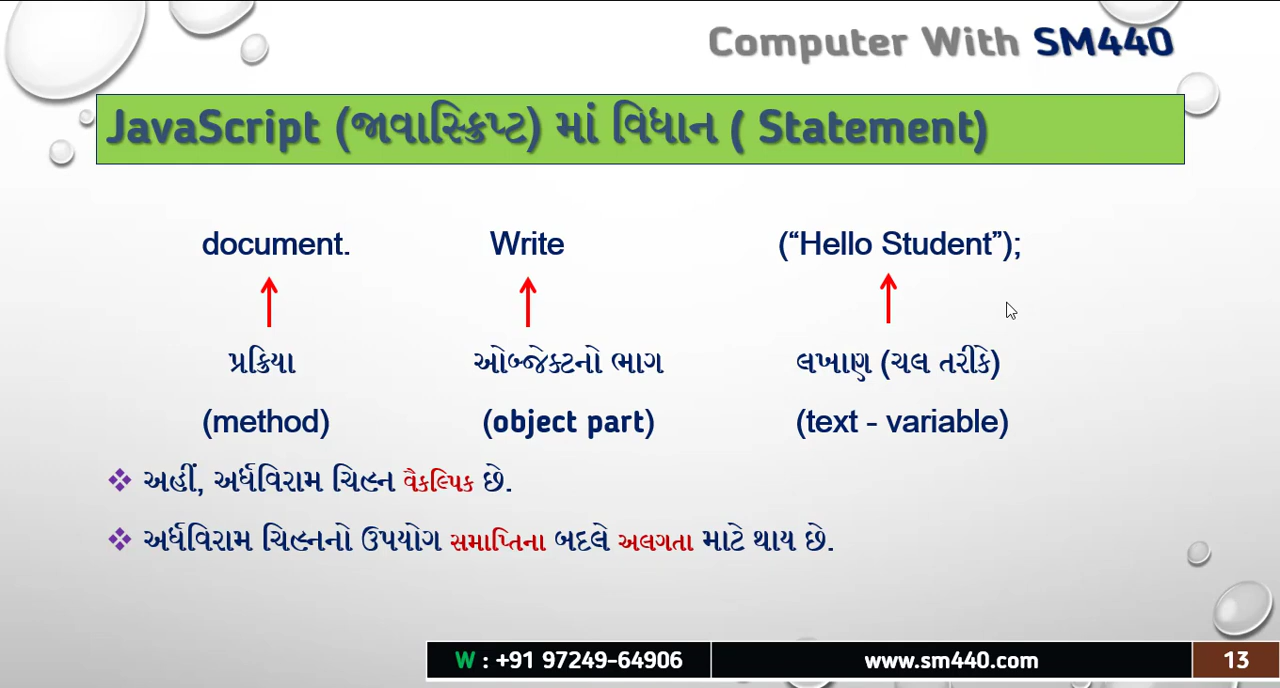 Computer With SM440
JavaScript (જાવાસ્ક્રિપ્ટ) માં વિધાન ( Statement)
document. Write (“Hello Student”);
પ્રક્રિયા ઓબ્જેક્ટનો ભાગ લખાણ (ચલ તરીકે)
(method) (object part) (text - variable)
❖ અહીં, અર્ધવિરામ ચિહ્ન વૈકલ્પિક છે.
❖ અર્ધવિરામ ચિહ્નનો ઉપયોગ સમાપ્તિના બદલે અલગતા માટે થાય છે.
W : +91 97249-64906 www.sm440.com 13